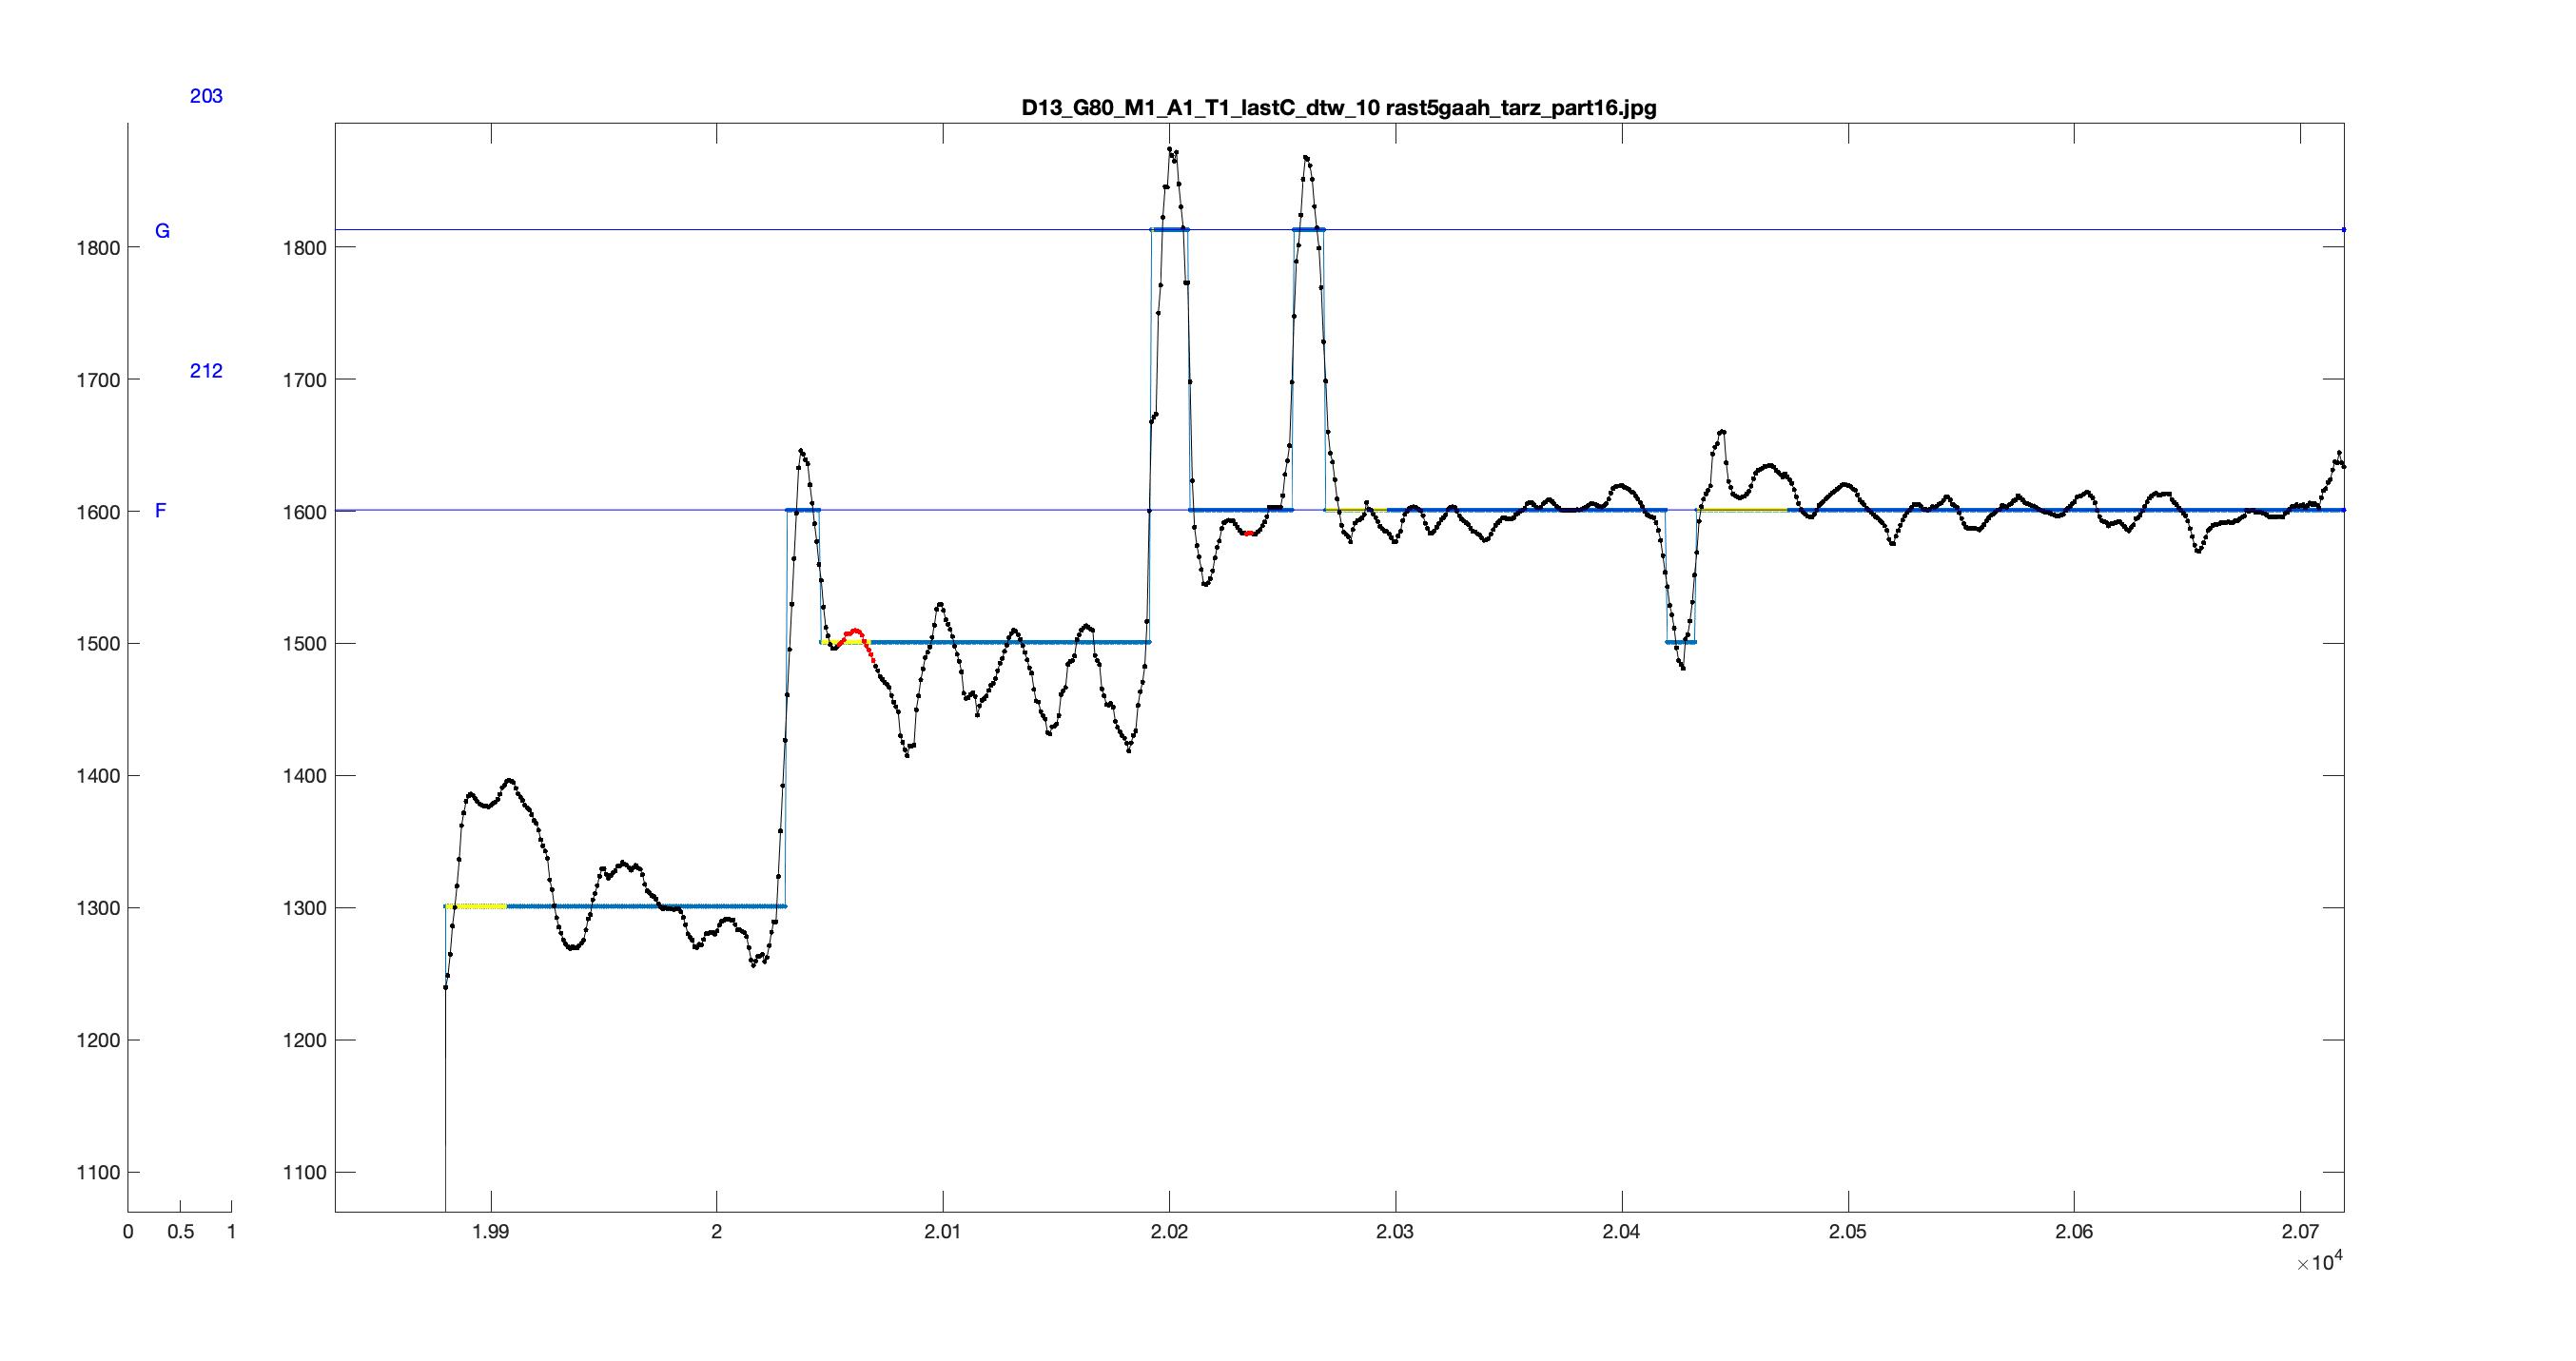 203
D13_G80_M1_A1_T1_lastC_dtw_10 rast5gaah_tarz_part16.jpg
G
1800 1800
212
1700 1700
F
1600 1600
1500 1500
1400 1400
1300 1300
1200 1200
1100 1100
0 0.5 1 1.99 2 2.01 2.02 2.03 2.04 2.05 2.06 2.07
×10^4